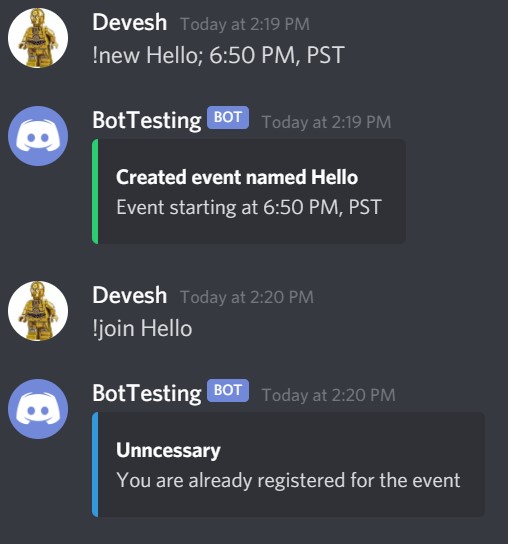 Devesh Today at 2:19 PM
!new Hello; 6:50 PM, PST
BotTesting BOT Today at 2:19 PM
Created event named Hello
Event starting at 6:50 PM, PST
Devesh Today at 2:20 PM
!join Hello
BotTesting BOT Today at 2:20 PM
Unncessary
You are already registered for the event